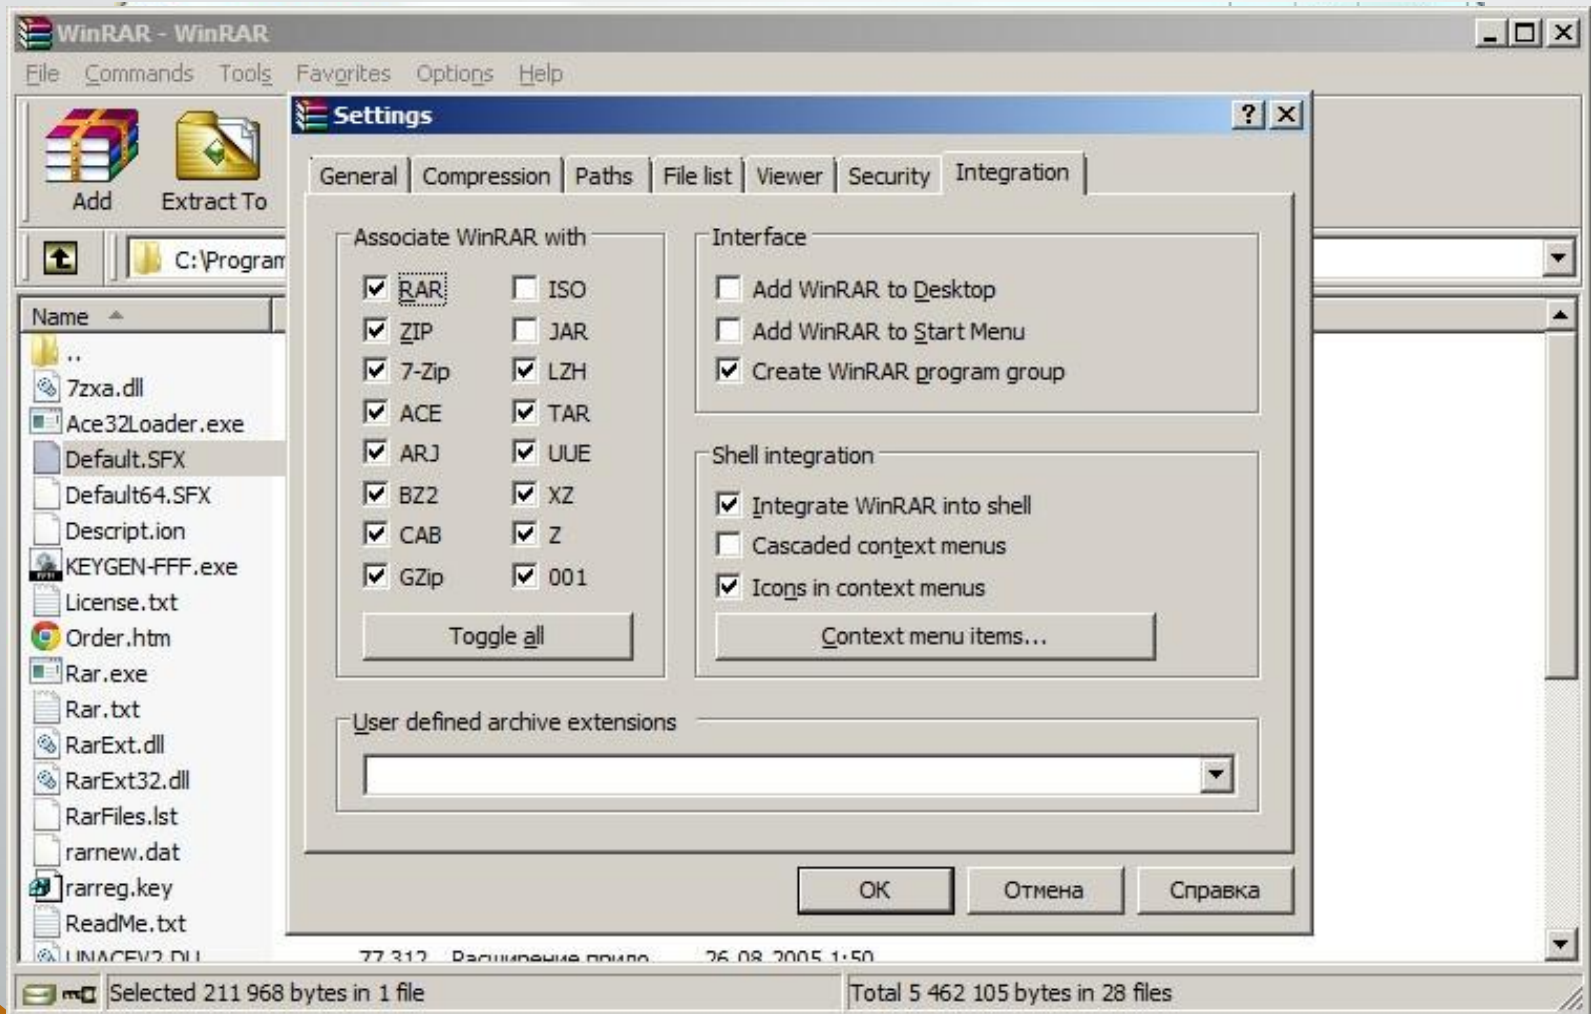 WinRAR - WinRAR
File Commands Tools Favorites Options Help
Add
Extract To
C:\Program
Name
..
7zxa.dll
Ace32Loader.exe
Default.SFX
Default64.SFX
Descript.ion
KEYGEN-FFF.exe
License.txt
Order.htm
Rar.exe
Rar.txt
RarExt.dll
RarExt32.dll
RarFiles.lst
rarnew.dat
rarreg.key
ReadMe.txt
UNACEV2.DLL 77 312 Расширение прило... 26.08.2005 1:50
Selected 211 968 bytes in 1 file
Total 5 462 105 bytes in 28 files
Settings
General Compression Paths File list Viewer Security Integration
Associate WinRAR with
RAR ISO
ZIP JAR
7-Zip LZH
ACE TAR
ARJ UUE
BZ2 XZ
CAB Z
GZip 001
Toggle all
Interface
Add WinRAR to Desktop
Add WinRAR to Start Menu
Create WinRAR program group
Shell integration
Integrate WinRAR into shell
Cascaded context menus
Icons in context menus
Context menu items...
User defined archive extensions
OK Отмена Справка